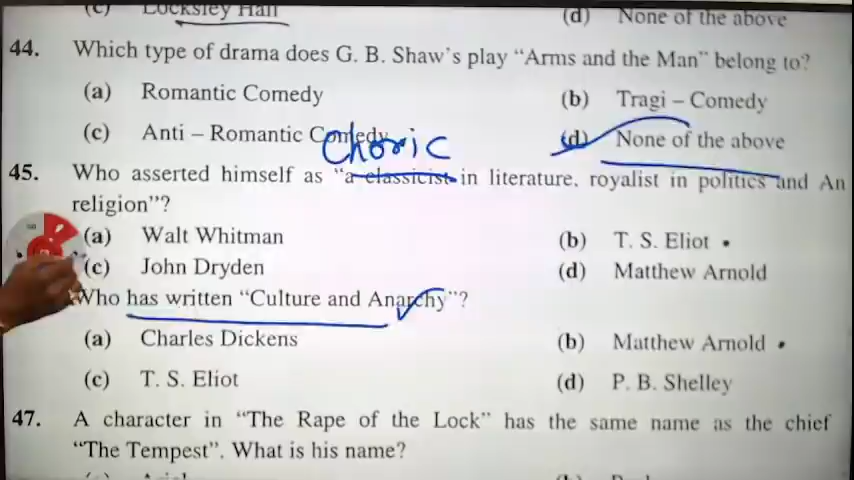 (c) Locksley Hall (d) None of the above
44. Which type of drama does G. B. Shaw's play "Arms and the Man" belong to?
(a) Romantic Comedy (b) Tragi – Comedy
(c) Anti – Romantic Comedy (d) None of the above
Choric
45. Who asserted himself as "a classicist in literature, royalist in politics and An
religion"?
(a) Walt Whitman (b) T. S. Eliot
(c) John Dryden (d) Matthew Arnold
Who has written "Culture and Anarchy"?
(a) Charles Dickens (b) Matthew Arnold
(c) T. S. Eliot (d) P. B. Shelley
47. A character in "The Rape of the Lock" has the same name as the chief
"The Tempest". What is his name?